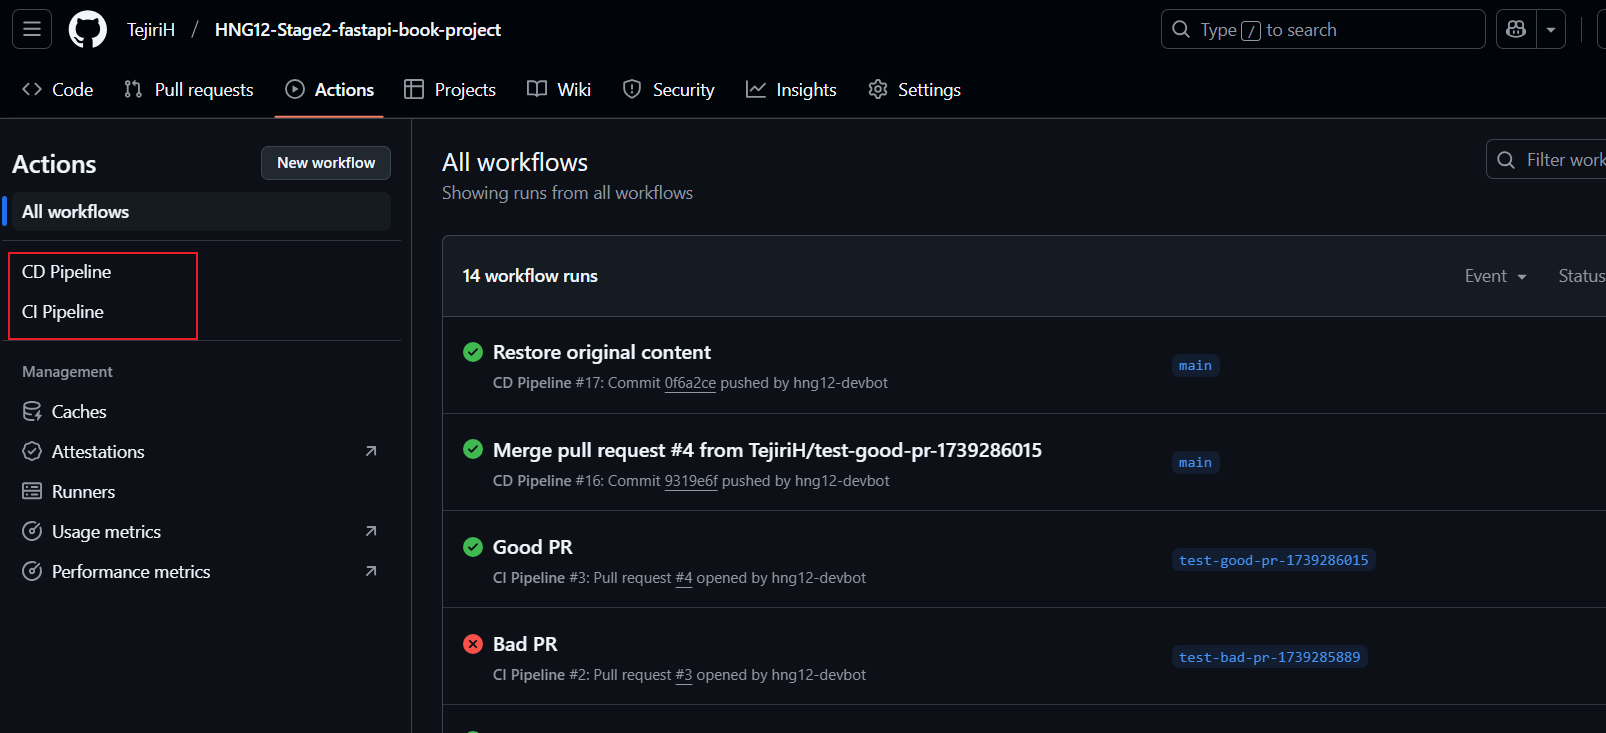 TejiriH / HNG12-Stage2-fastapi-book-project
Type / to search
Code Pull requests Actions Projects Wiki Security Insights Settings
Actions
New workflow
All workflows
CD Pipeline
CI Pipeline
Management
Caches
Attestations
Runners
Usage metrics
Performance metrics
All workflows
Showing runs from all workflows
Filter work
14 workflow runs
Event Status
Restore original content
CD Pipeline #17: Commit 0f6a2ce pushed by hng12-devbot
main
Merge pull request #4 from TejiriH/test-good-pr-1739286015
CD Pipeline #16: Commit 9319e6f pushed by hng12-devbot
main
Good PR
CI Pipeline #3: Pull request #4 opened by hng12-devbot
test-good-pr-1739286015
Bad PR
CI Pipeline #2: Pull request #3 opened by hng12-devbot
test-bad-pr-1739285889